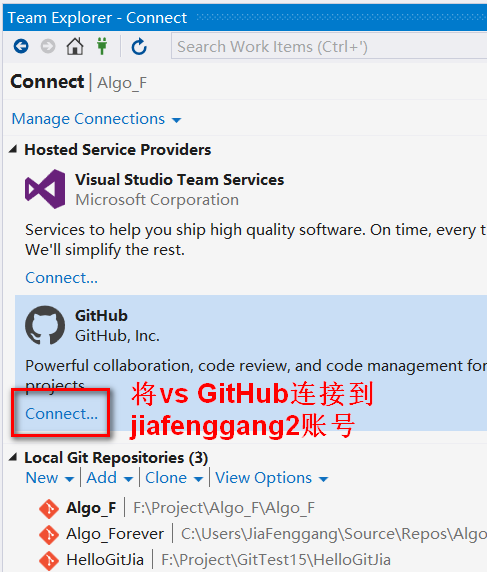 Team Explorer - Connect
Search Work Items (Ctrl+')
Connect | Algo_F
Manage Connections
Hosted Service Providers
Visual Studio Team Services
Microsoft Corporation
Services to help you ship high quality software. On time, every t
We'll simplify the rest.
Connect...
GitHub
GitHub, Inc.
Powerful collaboration, code review, and code management for
projects.
Connect...
将vs GitHub连接到
jiafenggang2账号
Local Git Repositories (3)
New | Add | Clone | View Options
Algo_F | F:\Project\Algo_F\Algo_F
Algo_Forever | C:\Users\JiaFenggang\Source\Repos\Algo
HelloGitJia | F:\Project\GitTest15\HelloGitJia